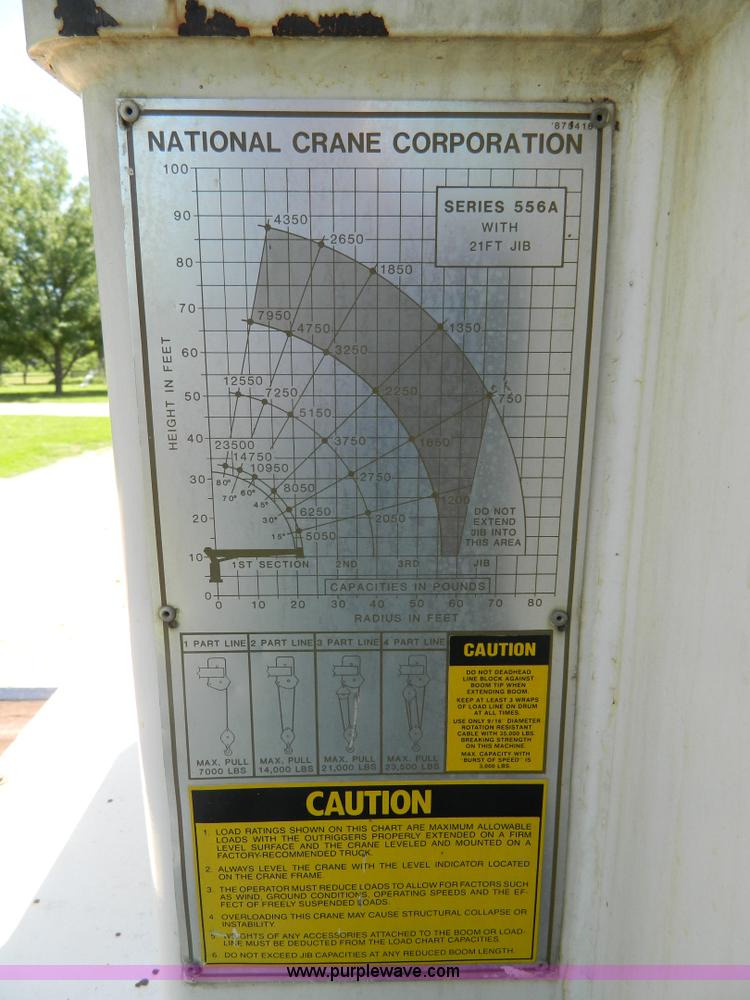 '879418
NATIONAL CRANE CORPORATION
SERIES 556A
WITH
21FT JIB
HEIGHT IN FEET
100
90
80
70
60
50
40
30
20
10
0
4350
2650
1850
1350
750
7950
4750
3250
2250
1650
1200
12550
7250
5150
3750
2750
2050
23500
14750
10950
8050
6250
5050
80°
70°
60°
45°
30°
15°
DO NOT
EXTEND
JIB INTO
THIS AREA
1ST SECTION 2ND 3RD JIB
CAPACITIES IN POUNDS
0 10 20 30 40 50 60 70 80
RADIUS IN FEET
1 PART LINE 2 PART LINE 3 PART LINE 4 PART LINE
MAX. PULL
7000 LBS
MAX. PULL
14,000 LBS
MAX. PULL
21,000 LBS
MAX. PULL
23,500 LBS
CAUTION
DO NOT DEADHEAD
LINE BLOCK AGAINST
BOOM TIP WHEN
EXTENDING BOOM.
KEEP AT LEAST 3 WRAPS
OF LOAD LINE ON DRUM
AT ALL TIMES.
USE ONLY 9/16" DIAMETER
ROTATION RESISTANT
CABLE WITH 35,000 LBS.
BREAKING STRENGTH
ON THIS MACHINE.
MAX. CAPACITY WITH
"BURST OF SPEED" IS
3,000 LBS.
CAUTION
1. LOAD RATINGS SHOWN ON THIS CHART ARE MAXIMUM ALLOWABLE
LOADS WITH THE OUTRIGGERS PROPERLY EXTENDED ON A FIRM
LEVEL SURFACE AND THE CRANE LEVELED AND MOUNTED ON A
FACTORY-RECOMMENDED TRUCK.
2. ALWAYS LEVEL THE CRANE WITH THE LEVEL INDICATOR LOCATED
ON THE CRANE FRAME.
3. THE OPERATOR MUST REDUCE LOADS TO ALLOW FOR FACTORS SUCH
AS WIND, GROUND CONDITIONS, OPERATING SPEEDS AND THE EF-
FECT OF FREELY SUSPENDED LOADS.
4. OVERLOADING THIS CRANE MAY CAUSE STRUCTURAL COLLAPSE OR
INSTABILITY.
5. WEIGHTS OF ANY ACCESSORIES ATTACHED TO THE BOOM OR LOAD-
LINE MUST BE DEDUCTED FROM THE LOAD CHART CAPACITIES.
6. DO NOT EXCEED JIB CAPACITIES AT ANY REDUCED BOOM LENGTH.
www.purplewave.com